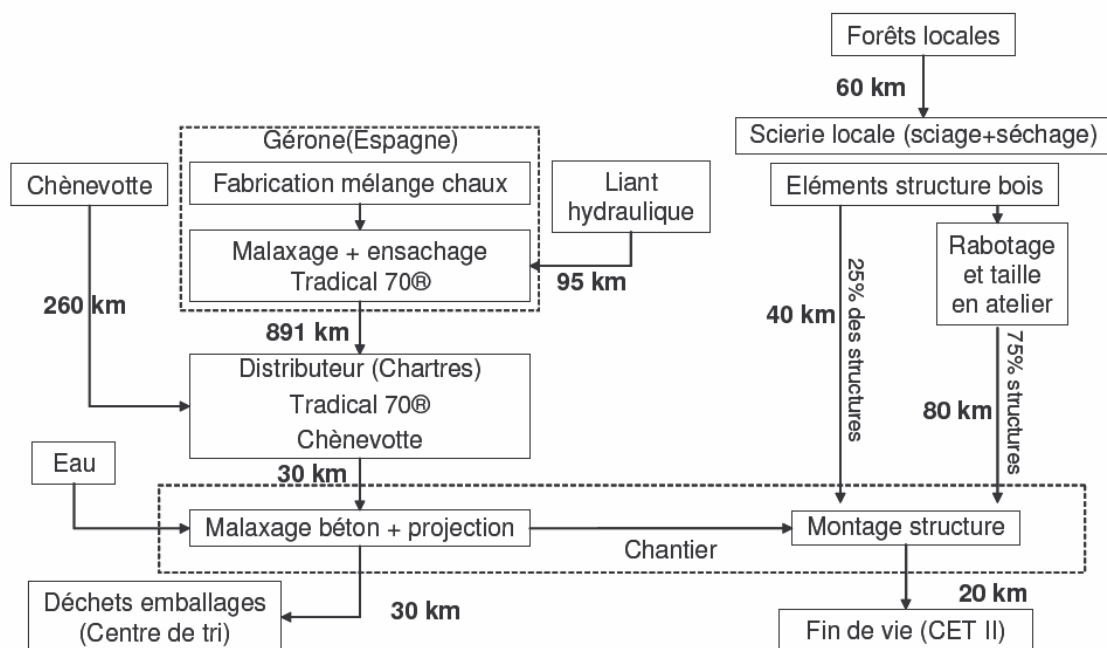 Forêts locales
60 km
Scierie locale (sciage+séchage)
Gérone(Espagne)
Chènevotte
Fabrication mélange chaux
Liant
hydraulique
Eléments structure bois
Malaxage + ensachage
Tradical 70®
95 km
Rabotage
et taille
en atelier
260 km
891 km
40 km
25% des structures
80 km
75% structures
Distributeur (Chartres)
Tradical 70®
Chènevotte
30 km
Eau
Malaxage béton + projection
Chantier
Montage structure
Déchets emballages
(Centre de tri)
30 km
20 km
Fin de vie (CET II)